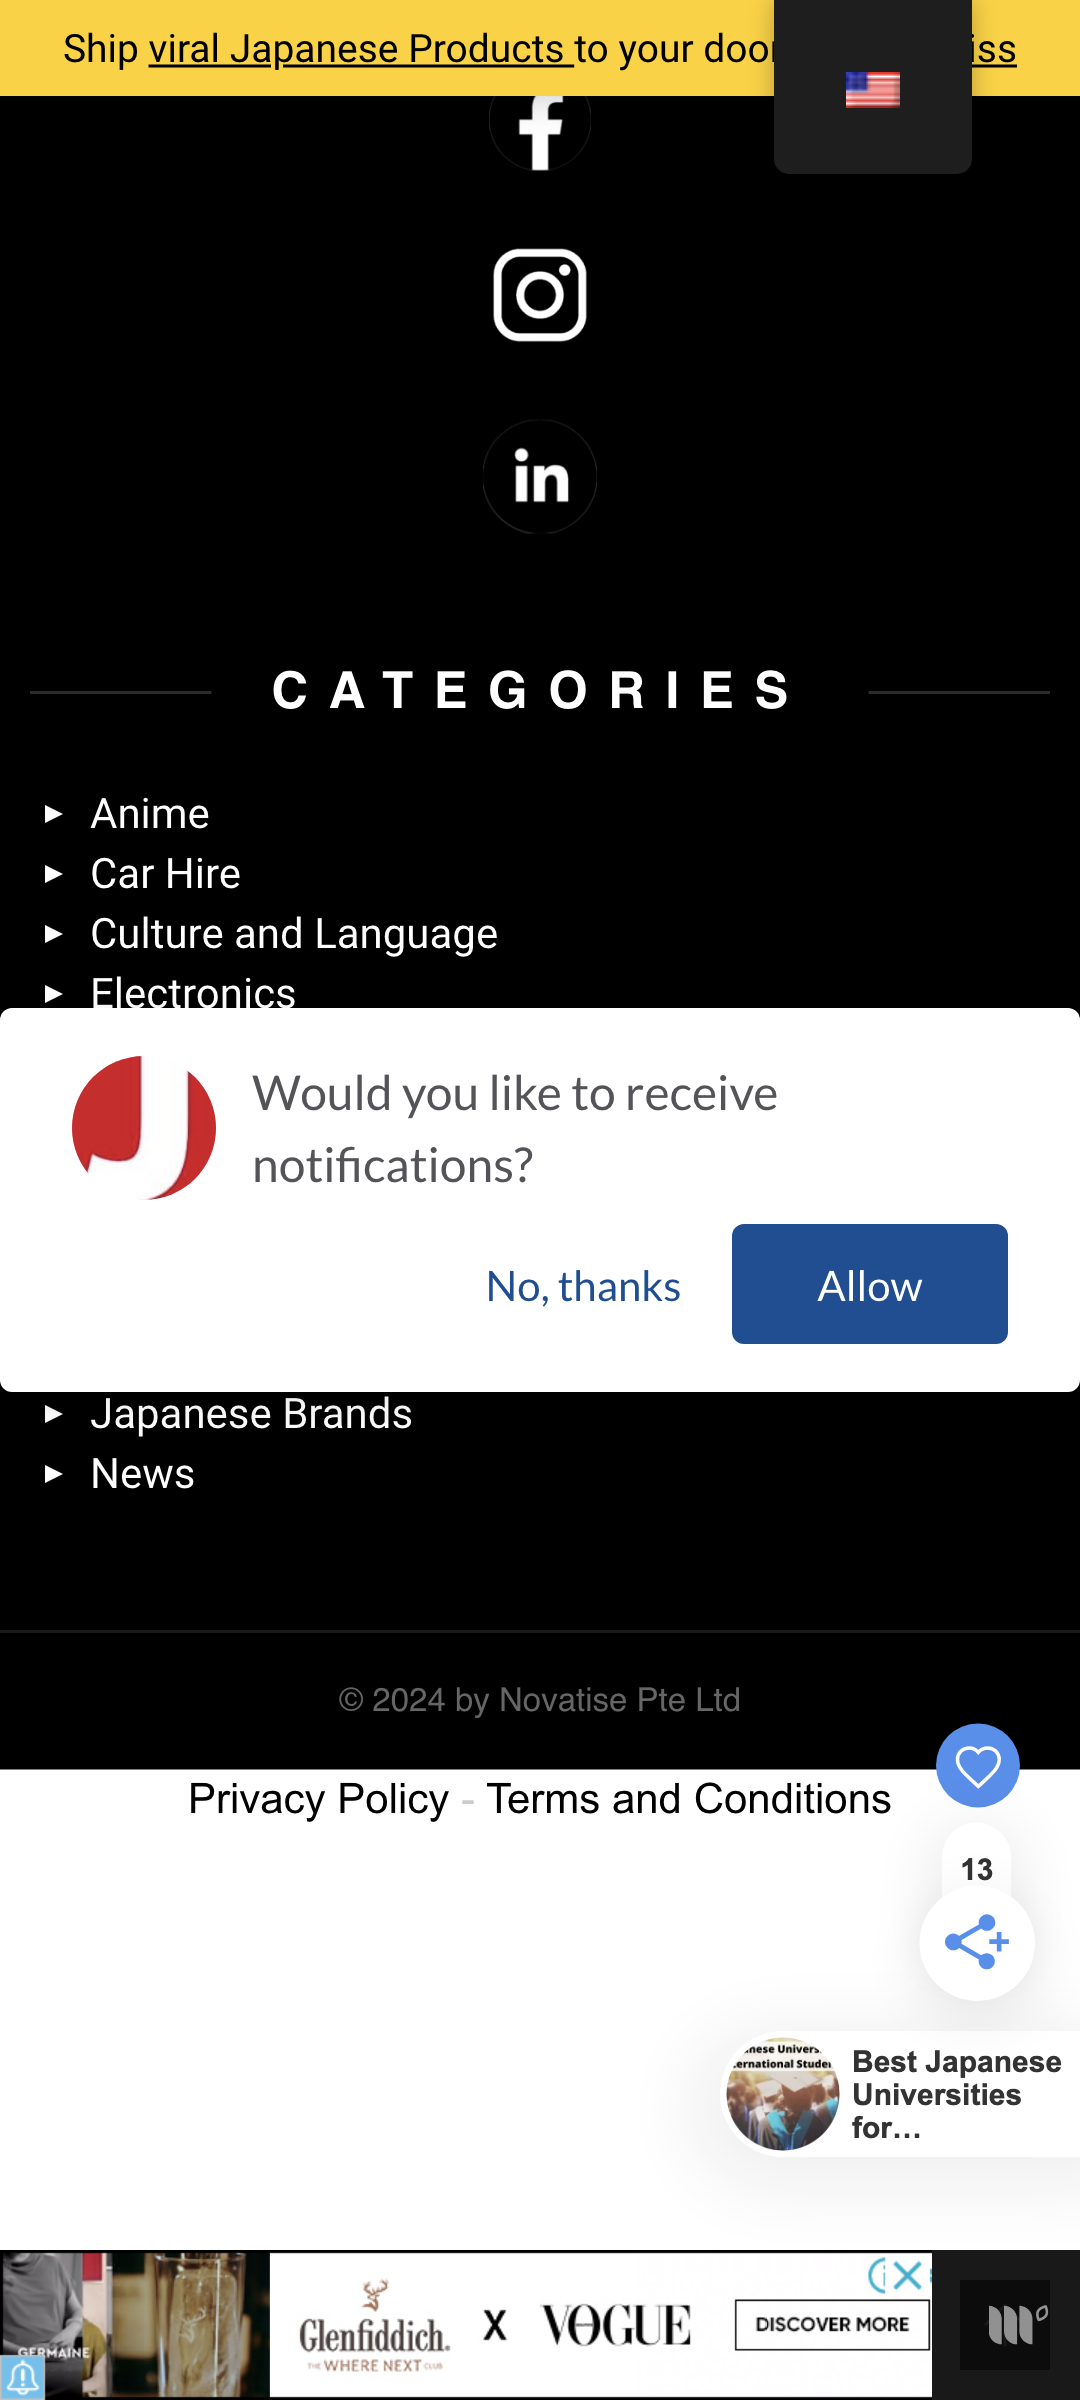 Ship viral Japanese Products to your door
CATEGORIES
Anime
Car Hire
Culture and Language
Electronics
Would you like to receive
notifications?
No, thanks
Allow
Japanese Brands
News
© 2024 by Novatise Pte Ltd
Privacy Policy - Terms and Conditions
13
Best Japanese
Universities
for...
GERMAINE
Glenfiddich.
THE WHERE NEXT CLUB
X
VOGUE
DISCOVER MORE